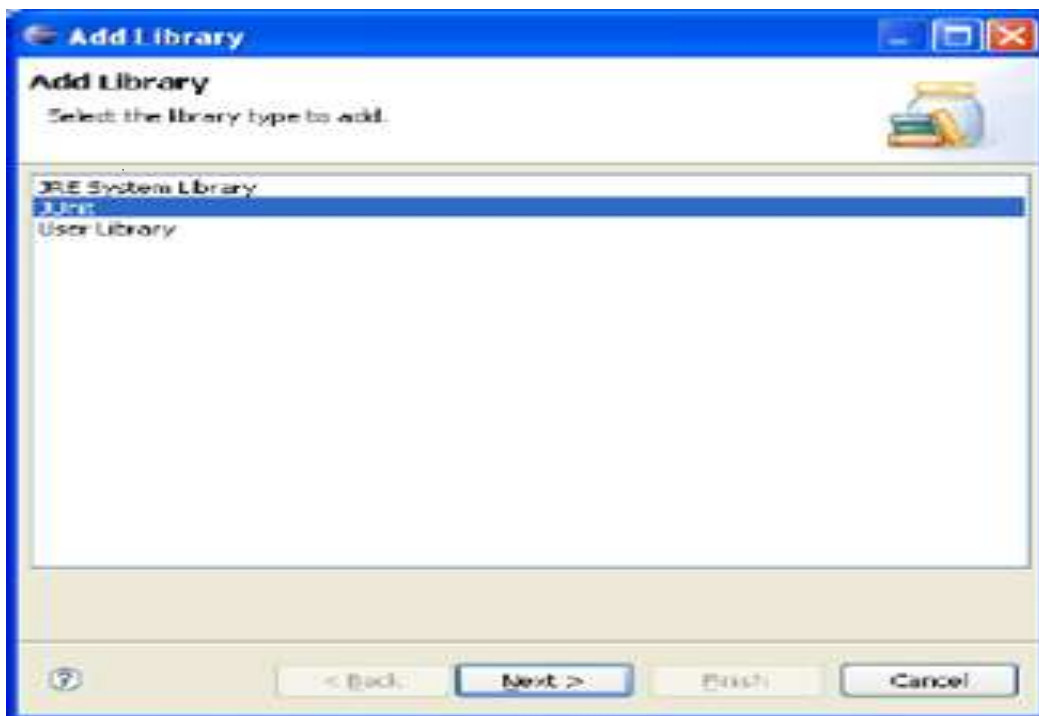 Add Library
Add Library
Select the library type to add.
JRE System Library
JUnit
User Library
?
< Back
Next >
Finish
Cancel